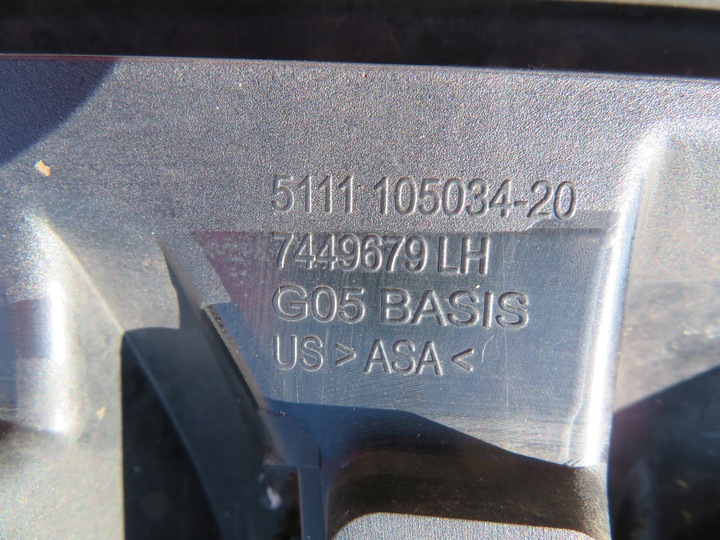 5111 105034-20
7449679 LH
G05 BASIS
US > ASA <